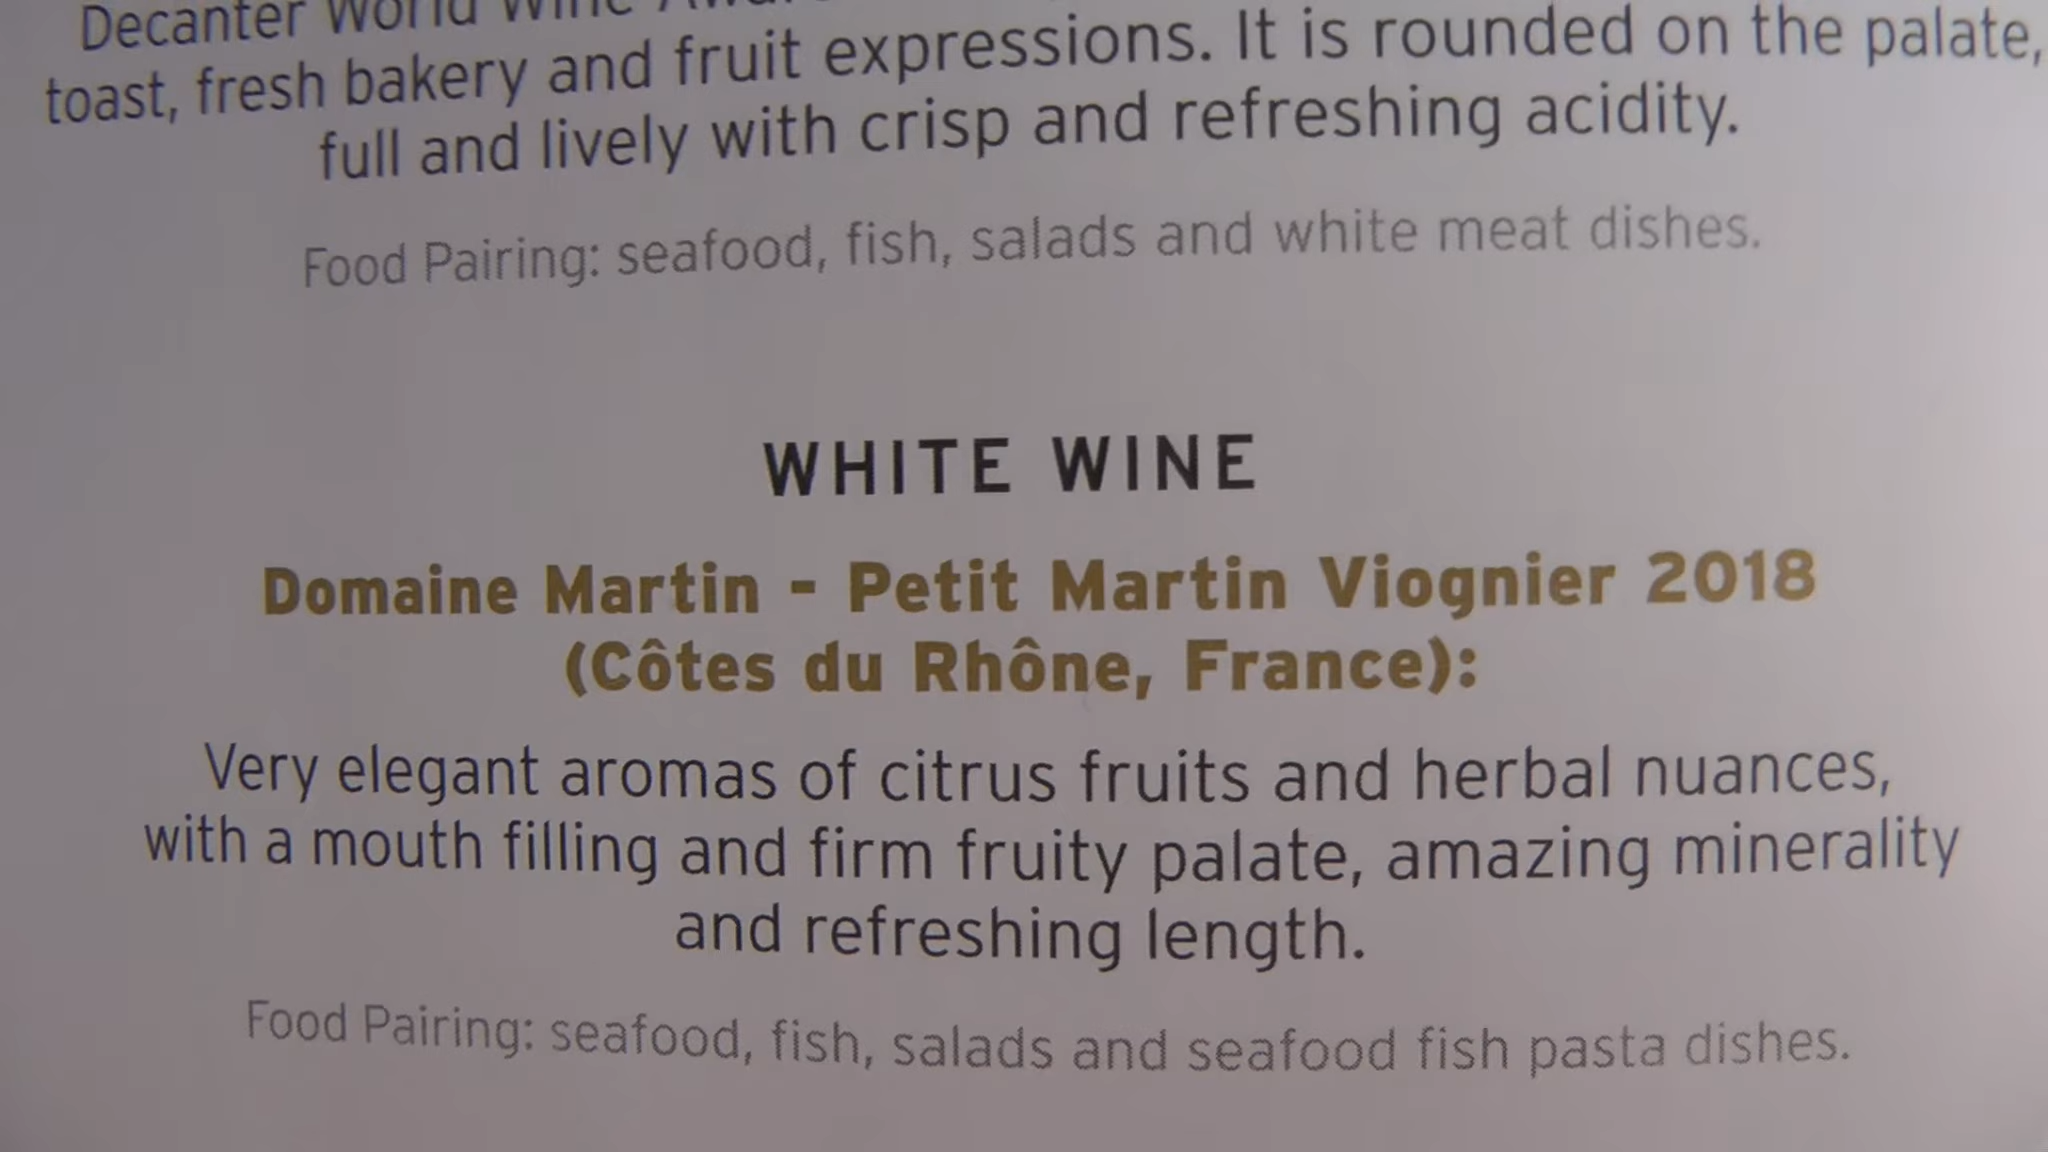 Decanter World Wine
toast, fresh bakery and fruit expressions. It is rounded on the palate,
full and lively with crisp and refreshing acidity.
Food Pairing: seafood, fish, salads and white meat dishes.
WHITE WINE
Domaine Martin - Petit Martin Viognier 2018
(Côtes du Rhône, France):
Very elegant aromas of citrus fruits and herbal nuances,
with a mouth filling and firm fruity palate, amazing minerality
and refreshing length.
Food Pairing: seafood, fish, salads and seafood fish pasta dishes.